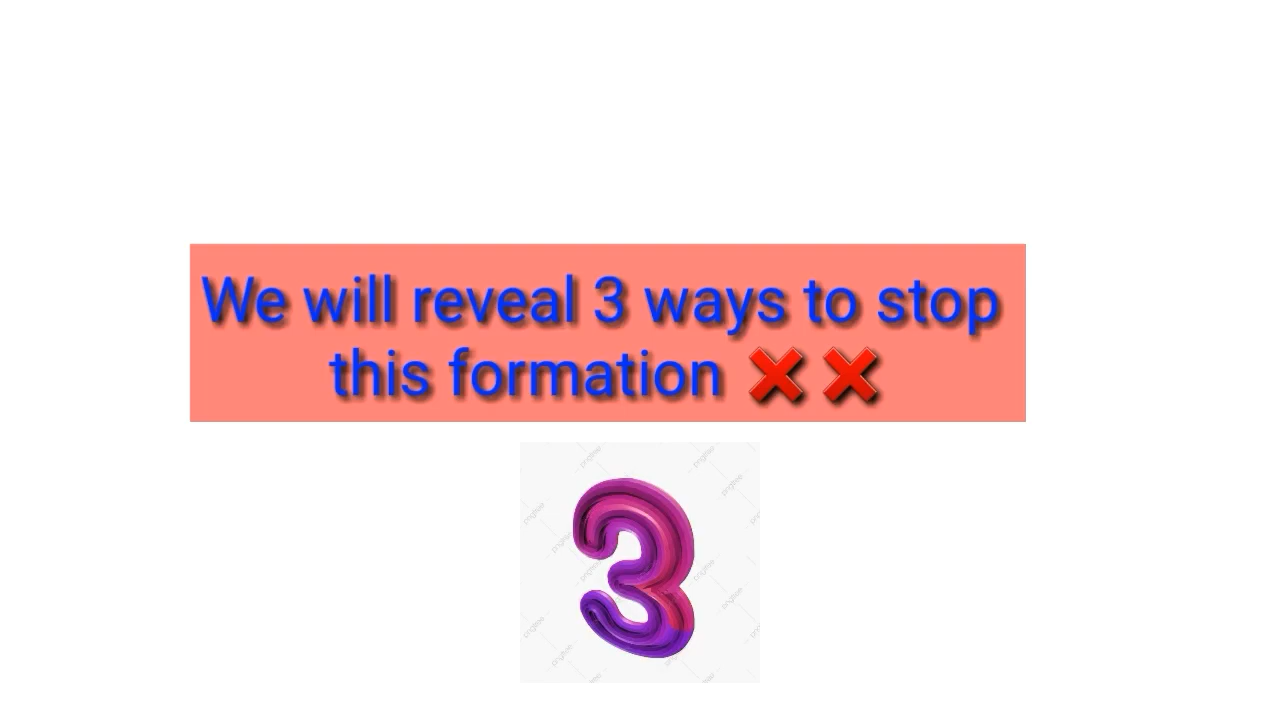 We will reveal 3 ways to stop
this formation ❌❌
3